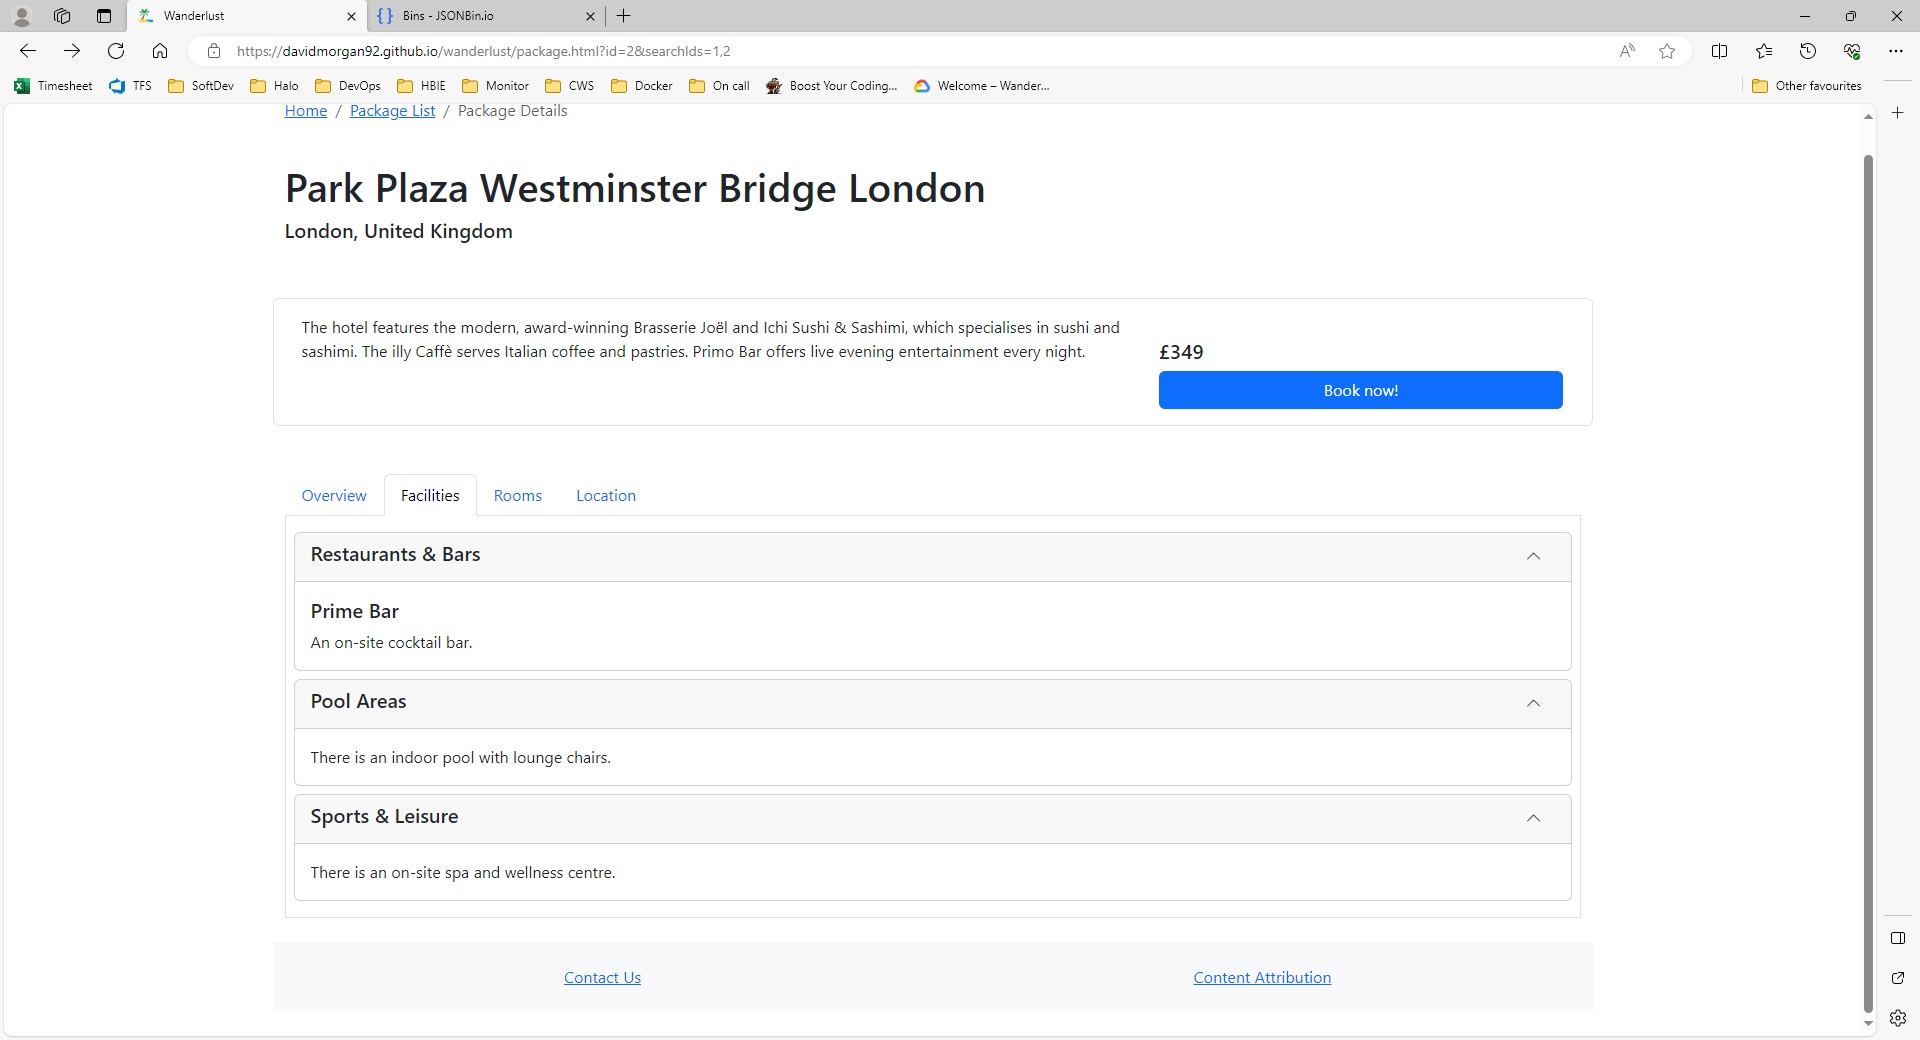 Wanderlust
Bins - JSONBin.io
https://davidmorgan92.github.io/wanderlust/package.html?id=2&searchIds=1,2
Timesheet TFS SoftDev Halo DevOps HBIE Monitor CWS Docker On call Boost Your Coding... Welcome – Wander... Other favourites
Home / Package List / Package Details
Park Plaza Westminster Bridge London
London, United Kingdom
The hotel features the modern, award-winning Brasserie Joël and Ichi Sushi & Sashimi, which specialises in sushi and
sashimi. The illy Caffè serves Italian coffee and pastries. Primo Bar offers live evening entertainment every night.
£349
Book now!
Overview Facilities Rooms Location
Restaurants & Bars
Prime Bar
An on-site cocktail bar.
Pool Areas
There is an indoor pool with lounge chairs.
Sports & Leisure
There is an on-site spa and wellness centre.
Contact Us
Content Attribution